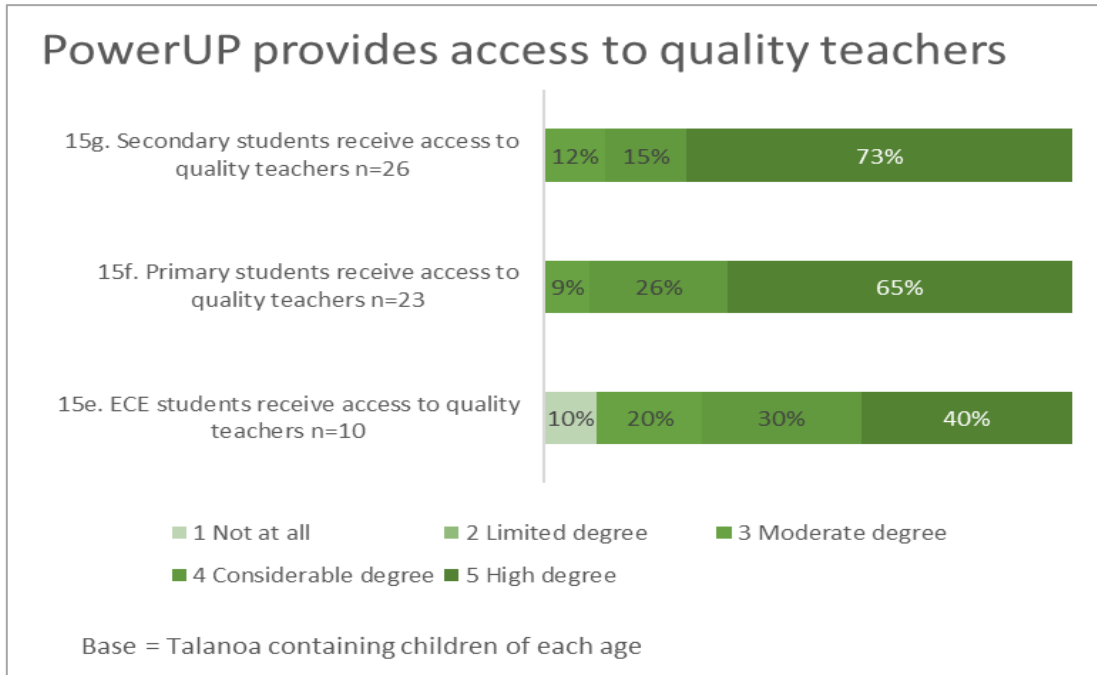 PowerUP provides access to quality teachers
15g. Secondary students receive access to
quality teachers n=26
12% 15% 73%
15f. Primary students receive access to
quality teachers n=23
9% 26% 65%
15e. ECE students receive access to quality
teachers n=10
10% 20% 30% 40%
1 Not at all 2 Limited degree 3 Moderate degree
4 Considerable degree 5 High degree
Base = Talanoa containing children of each age